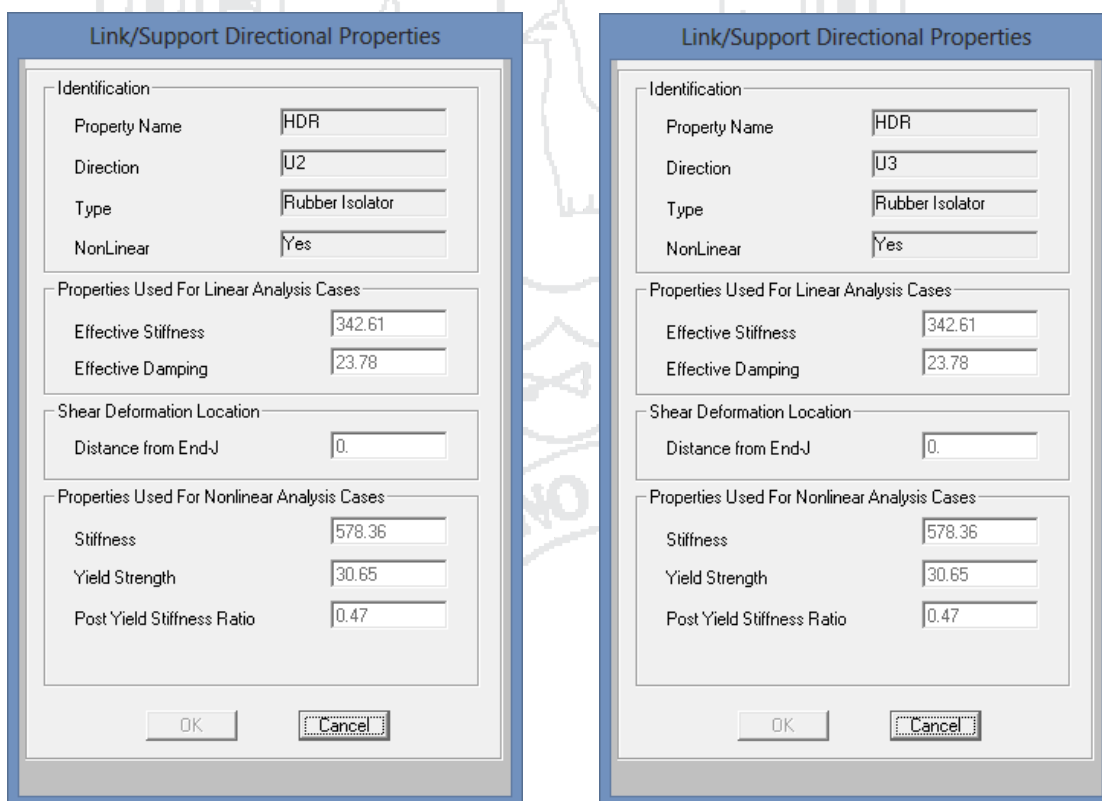 Link/Support Directional Properties
Identification
Property Name HDR
Direction U2
Type Rubber Isolator
NonLinear Yes
Properties Used For Linear Analysis Cases
Effective Stiffness 342.61
Effective Damping 23.78
Shear Deformation Location
Distance from End-J 0.
Properties Used For Nonlinear Analysis Cases
Stiffness 578.36
Yield Strength 30.65
Post Yield Stiffness Ratio 0.47
OK Cancel
Link/Support Directional Properties
Identification
Property Name HDR
Direction U3
Type Rubber Isolator
NonLinear Yes
Properties Used For Linear Analysis Cases
Effective Stiffness 342.61
Effective Damping 23.78
Shear Deformation Location
Distance from End-J 0.
Properties Used For Nonlinear Analysis Cases
Stiffness 578.36
Yield Strength 30.65
Post Yield Stiffness Ratio 0.47
OK Cancel